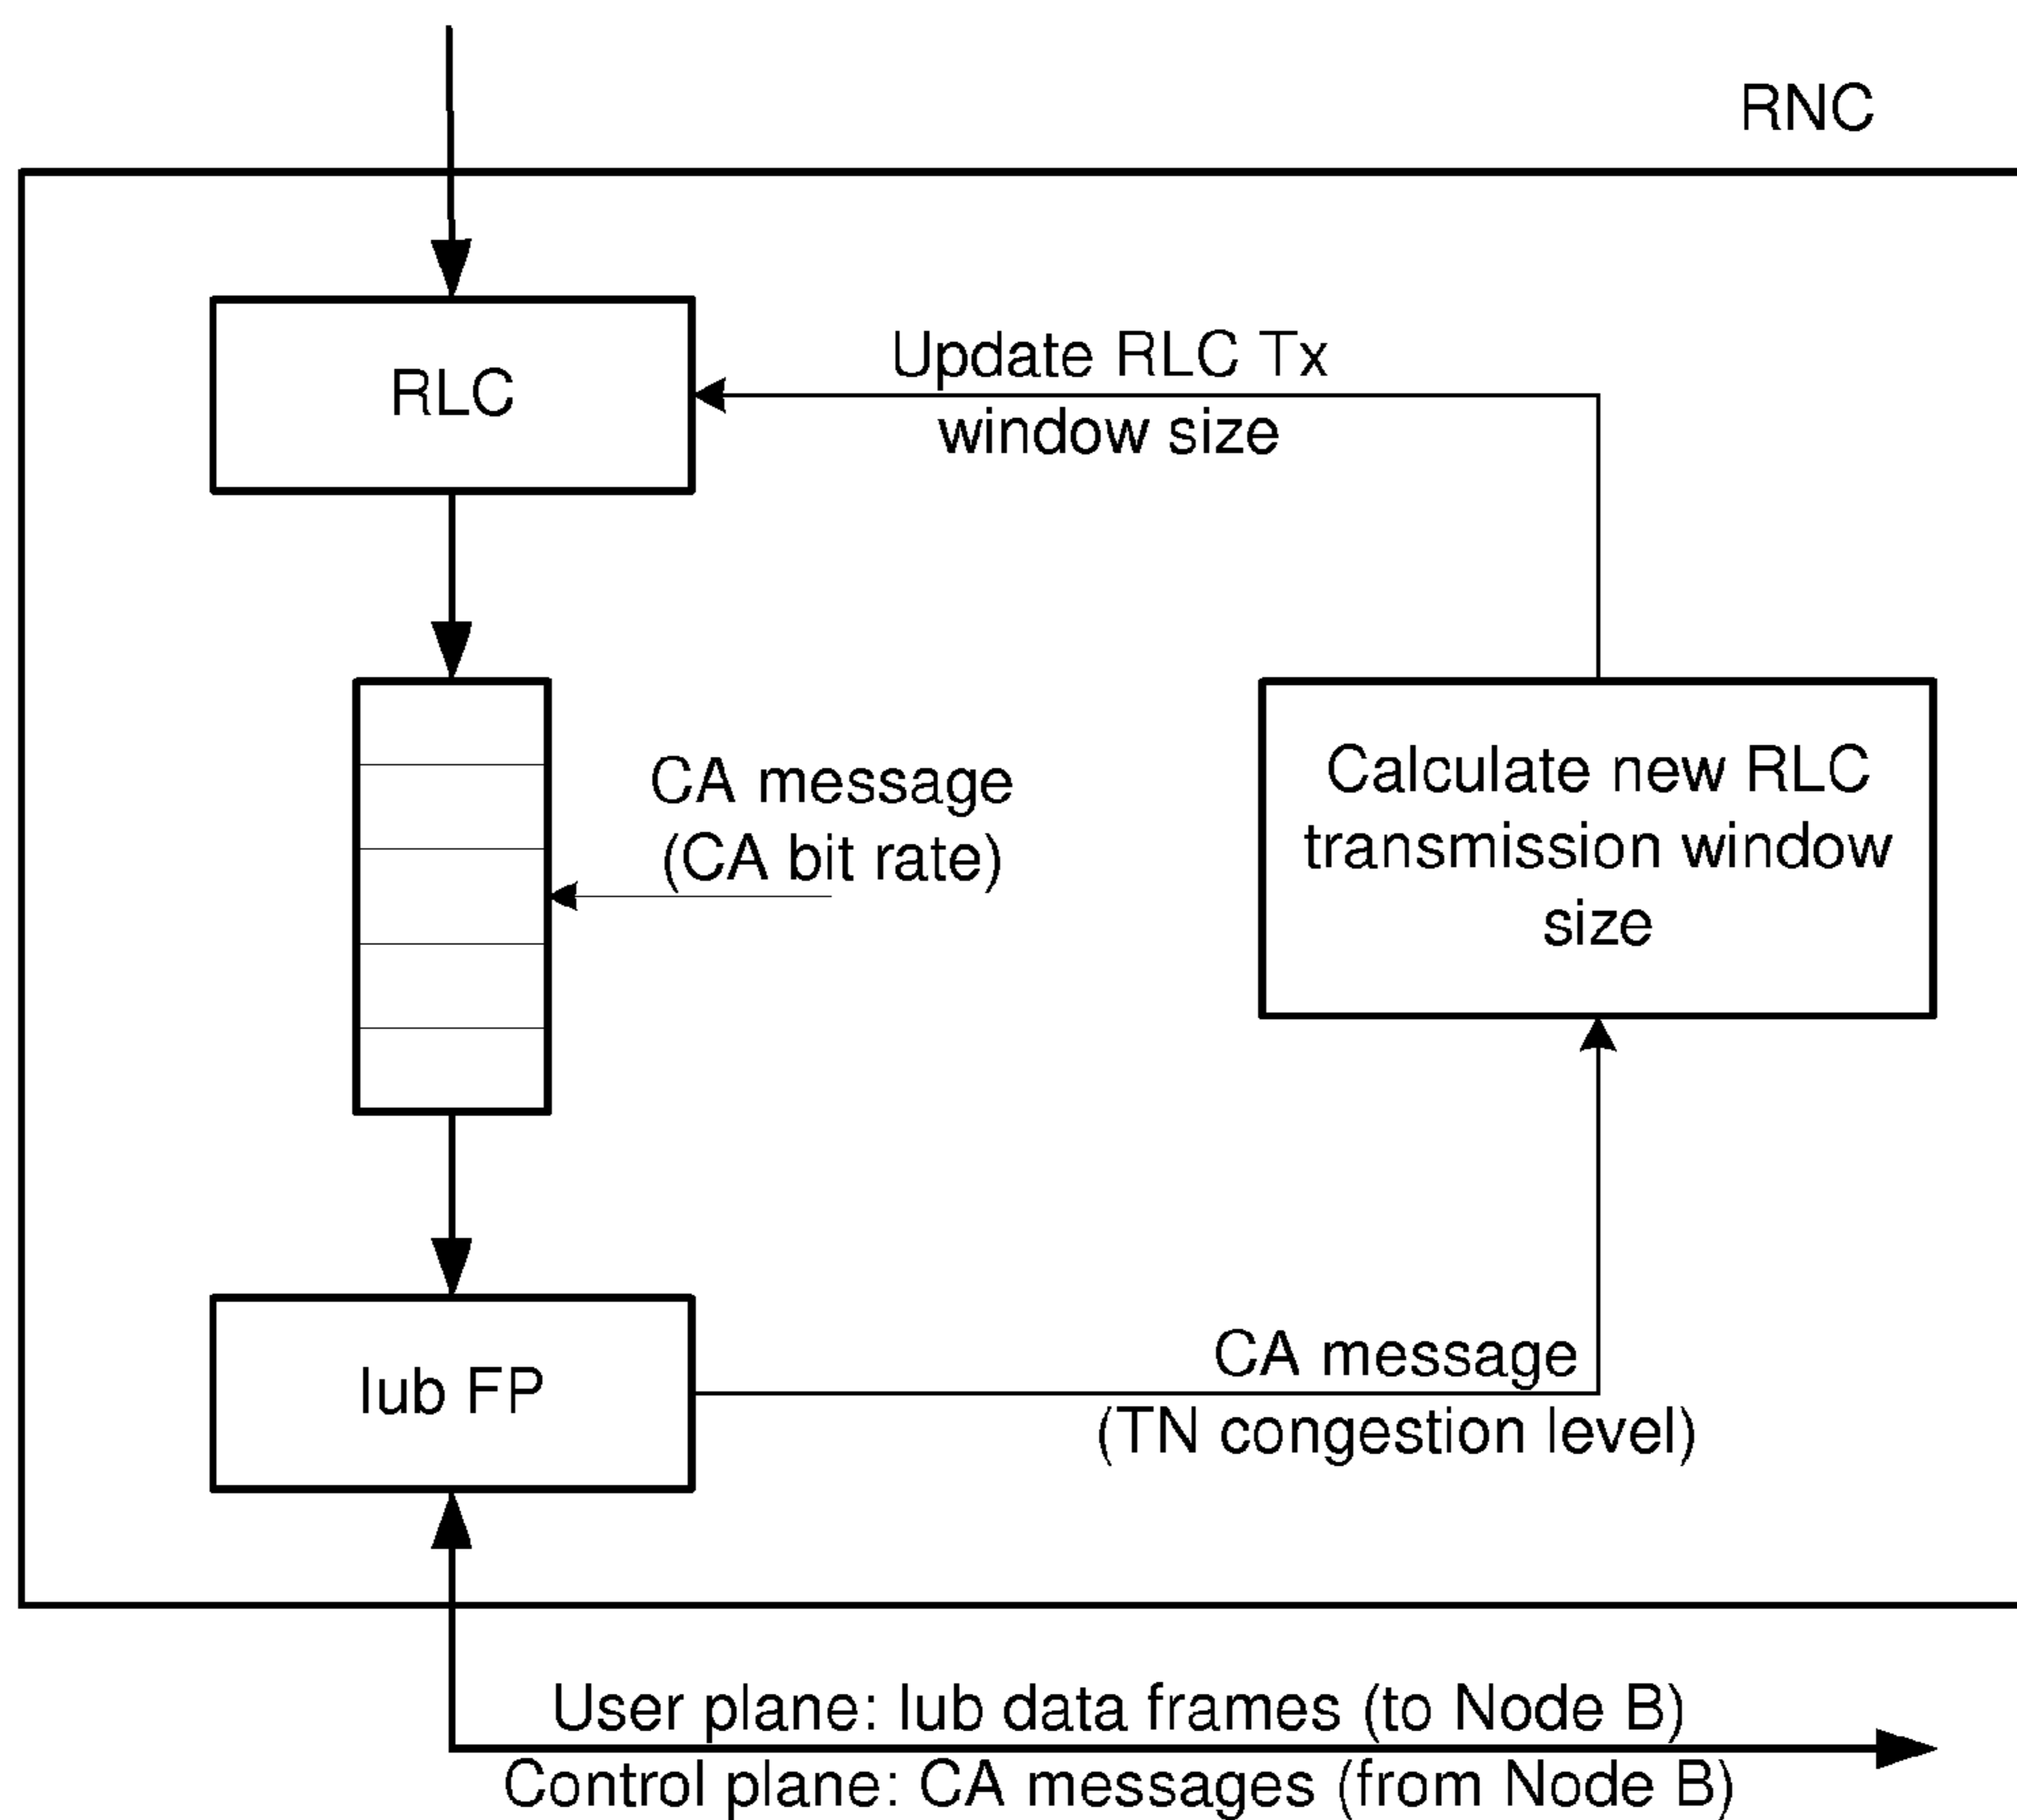 RNC
RLC
Update RLC Tx
window size
CA message
(CA bit rate)
Calculate new RLC
transmission window
size
Iub FP
CA message
(TN congestion level)
User plane: Iub data frames (to Node B)
Control plane: CA messages (from Node B)